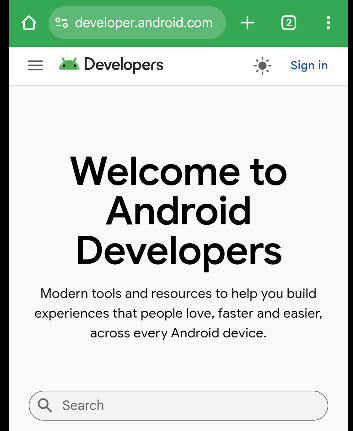 developer.android.com
2
Developers
Sign in
Welcome to
Android
Developers
Modern tools and resources to help you build
experiences that people love, faster and easier,
across every Android device.
Search